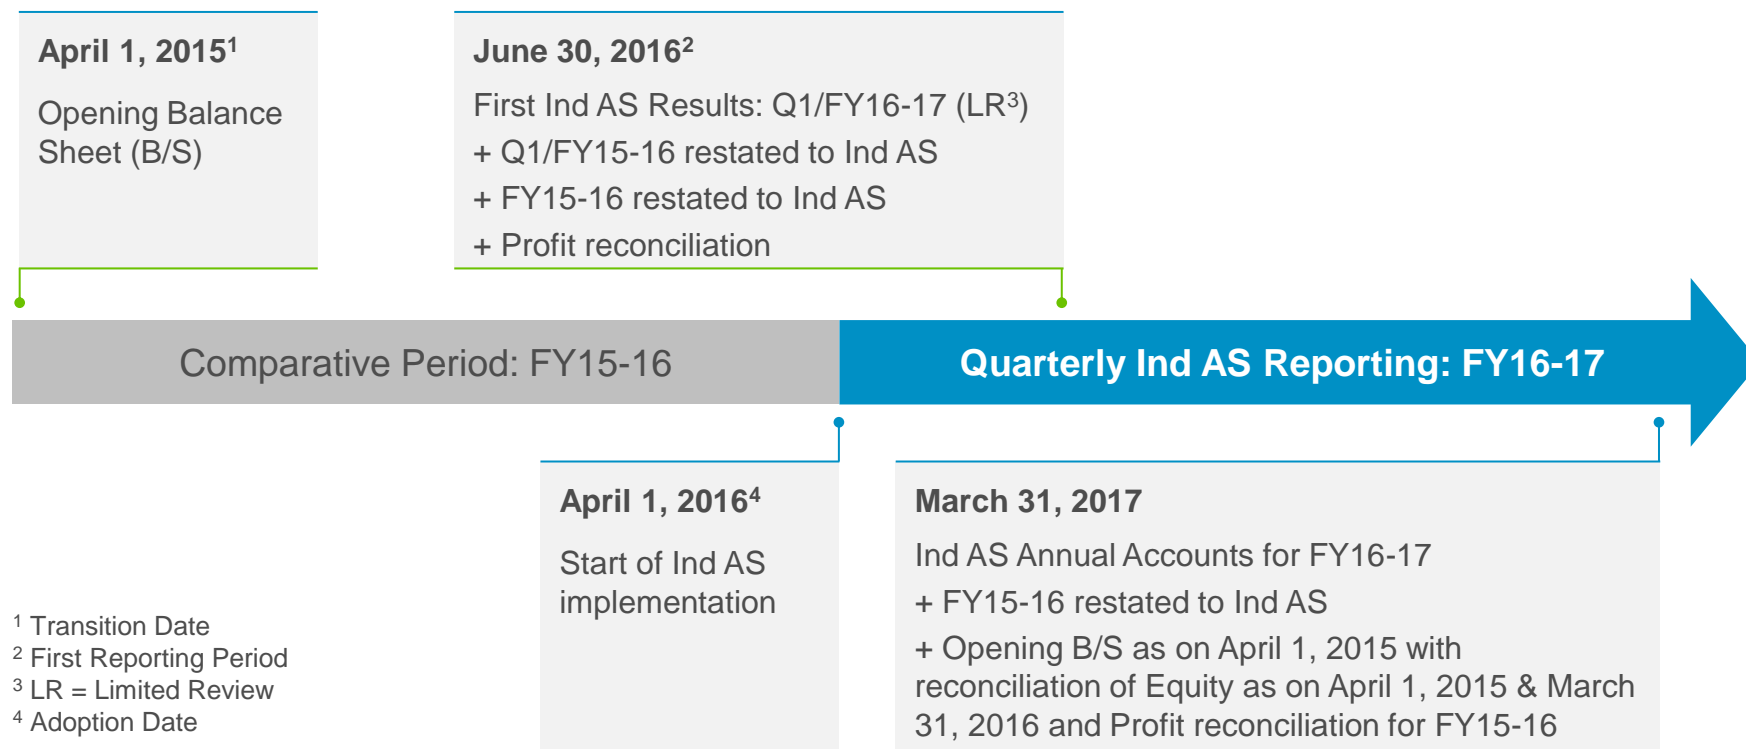 April 1, 2015¹
Opening Balance
Sheet (B/S)
June 30, 2016²
First Ind AS Results: Q1/FY16-17 (LR³)
+ Q1/FY15-16 restated to Ind AS
+ FY15-16 restated to Ind AS
+ Profit reconciliation
Comparative Period: FY15-16
Quarterly Ind AS Reporting: FY16-17
April 1, 2016⁴
Start of Ind AS
implementation
March 31, 2017
Ind AS Annual Accounts for FY16-17
+ FY15-16 restated to Ind AS
+ Opening B/S as on April 1, 2015 with
reconciliation of Equity as on April 1, 2015 & March
31, 2016 and Profit reconciliation for FY15-16
¹ Transition Date
² First Reporting Period
³ LR = Limited Review
⁴ Adoption Date